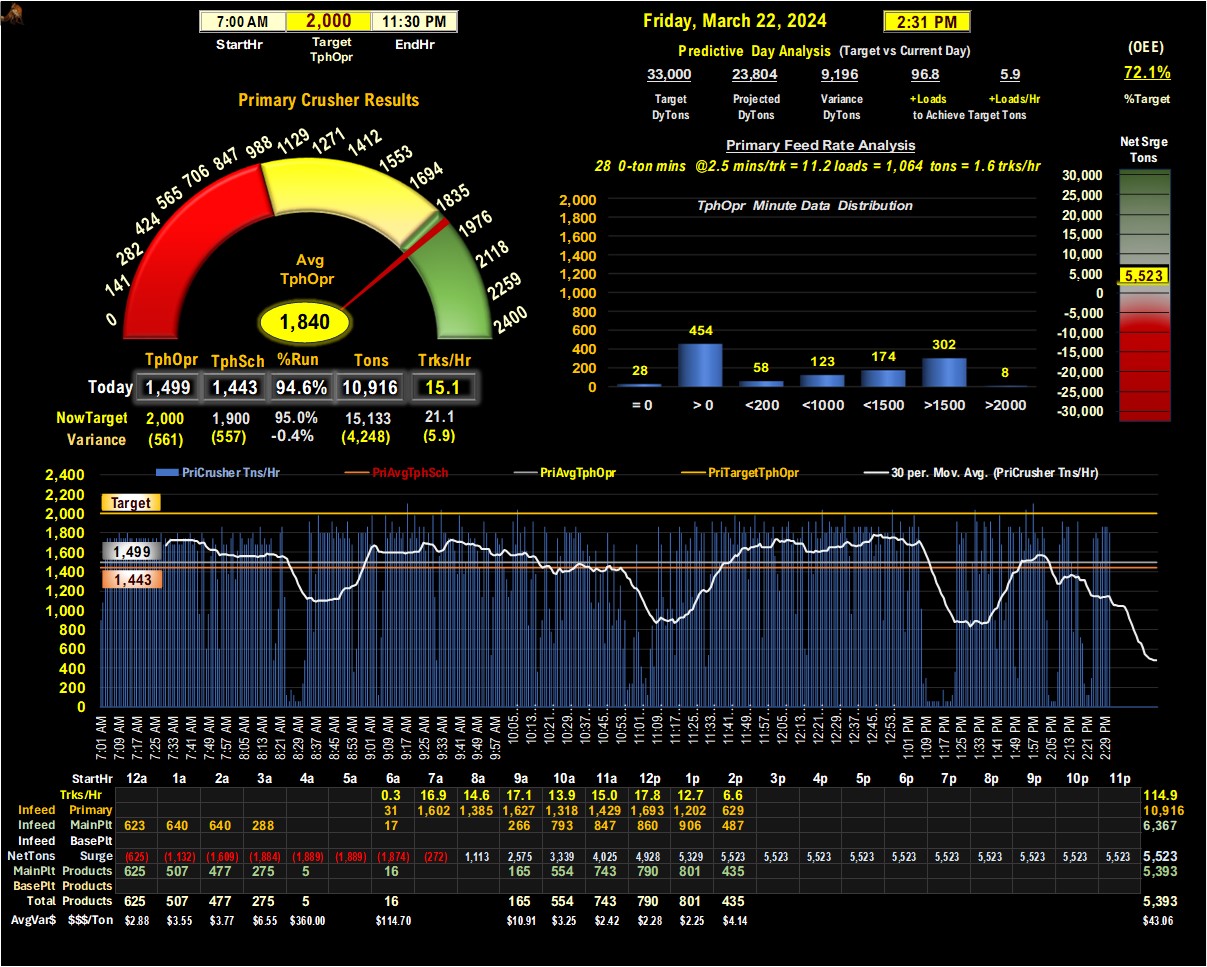 7:00 AM 2,000 11:30 PM
StartHr Target TphOpr EndHr
Friday, March 22, 2024 2:31 PM
Predictive Day Analysis (Target vs Current Day)
33,000 23,804 9,196 96.8 5.9
Target DyTons Projected DyTons Variance DyTons +Loads +Loads/Hr
to Achieve Target Tons
(OEE)
72.1%
%Target
Primary Crusher Results
0 141 282 424 565 706 847 988 1129 1271 1412 1553 1694 1835 1976 2118 2259 2400
Avg
TphOpr
1,840
TphOpr TphSch %Run Tons Trks/Hr
Today 1,499 1,443 94.6% 10,916 15.1
NowTarget 2,000 1,900 95.0% 15,133 21.1
Variance (561) (557) -0.4% (4,248) (5.9)
Primary Feed Rate Analysis
28 0-ton mins @2.5 mins/trk = 11.2 loads = 1,064 tons = 1.6 trks/hr
TphOpr Minute Data Distribution
2,000
1,800
1,600
1,400
1,200
1,000
800
600
400
200
0
28 454 58 123 174 302 8
= 0 > 0 <200 <1000 <1500 >1500 >2000
Net Srge
Tons
30,000
25,000
20,000
15,000
10,000
5,000
0
-5,000
-10,000
-15,000
-20,000
-25,000
-30,000
5,523
PriCrusher Tns/Hr PriAvgTphSch PriAvgTphOpr PriTargetTphOpr 30 per. Mov. Avg. (PriCrusher Tns/Hr)
2,400
2,200
2,000
1,800
1,600
1,400
1,200
1,000
800
600
400
200
0
Target
1,499
1,443
7:01 AM 7:09 AM 7:17 AM 7:25 AM 7:33 AM 7:41 AM 7:49 AM 7:57 AM 8:05 AM 8:13 AM 8:21 AM 8:29 AM 8:37 AM 8:45 AM 8:53 AM 9:01 AM 9:09 AM 9:17 AM 9:25 AM 9:33 AM 9:41 AM 9:49 AM 9:57 AM 10:05… 10:13… 10:21… 10:29… 10:37… 10:45… 10:53… 11:01… 11:09… 11:17… 11:25… 11:33… 11:41… 11:49… 11:57… 12:05… 12:13… 12:21… 12:29… 12:37… 12:45… 12:53… 1:01 PM 1:09 PM 1:17 PM 1:25 PM 1:33 PM 1:41 PM 1:49 PM 1:57 PM 2:05 PM 2:13 PM 2:21 PM 2:29 PM
StartHr 12a 1a 2a 3a 4a 5a 6a 7a 8a 9a 10a 11a 12p 1p 2p 3p 4p 5p 6p 7p 8p 9p 10p 11p
Trks/Hr 0.3 16.9 14.6 17.1 13.9 15.0 17.8 12.7 6.6 114.9
Infeed Primary 31 1,602 1,385 1,627 1,318 1,429 1,693 1,202 629 10,916
Infeed MainPlt 623 640 640 288 17 266 793 847 860 906 487 6,367
Infeed BasePlt
NetTons Surge (625) (1,132) (1,609) (1,884) (1,889) (1,889) (1,874) (272) 1,113 2,575 3,339 4,025 4,928 5,329 5,523 5,523 5,523 5,523 5,523 5,523 5,523 5,523 5,523 5,523 5,523
MainPlt Products 625 507 477 275 5 16 165 554 743 790 801 435 5,393
BasePlt Products
Total Products 625 507 477 275 5 16 165 554 743 790 801 435 5,393
AvgVar$ $$$/Ton $2.88 $3.55 $3.77 $6.55 $360.00 $114.70 $10.91 $3.25 $2.42 $2.28 $2.25 $4.14 $43.06